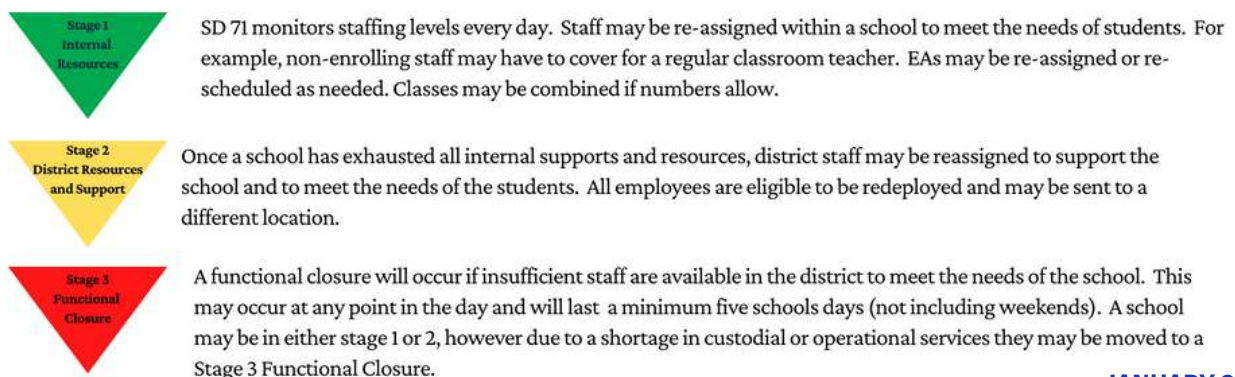 Stage 1
Internal
Resources
SD 71 monitors staffing levels every day. Staff may be re-assigned within a school to meet the needs of students. For
example, non-enrolling staff may have to cover for a regular classroom teacher. EAs may be re-assigned or re-
scheduled as needed. Classes may be combined if numbers allow.
Stage 2
District Resources
and Support
Once a school has exhausted all internal supports and resources, district staff may be reassigned to support the
school and to meet the needs of the students. All employees are eligible to be redeployed and may be sent to a
different location.
Stage 3
Functional
Closure
A functional closure will occur if insufficient staff are available in the district to meet the needs of the school. This
may occur at any point in the day and will last a minimum five schools days (not including weekends). A school
may be in either stage 1 or 2, however due to a shortage in custodial or operational services they may be moved to a
Stage 3 Functional Closure.